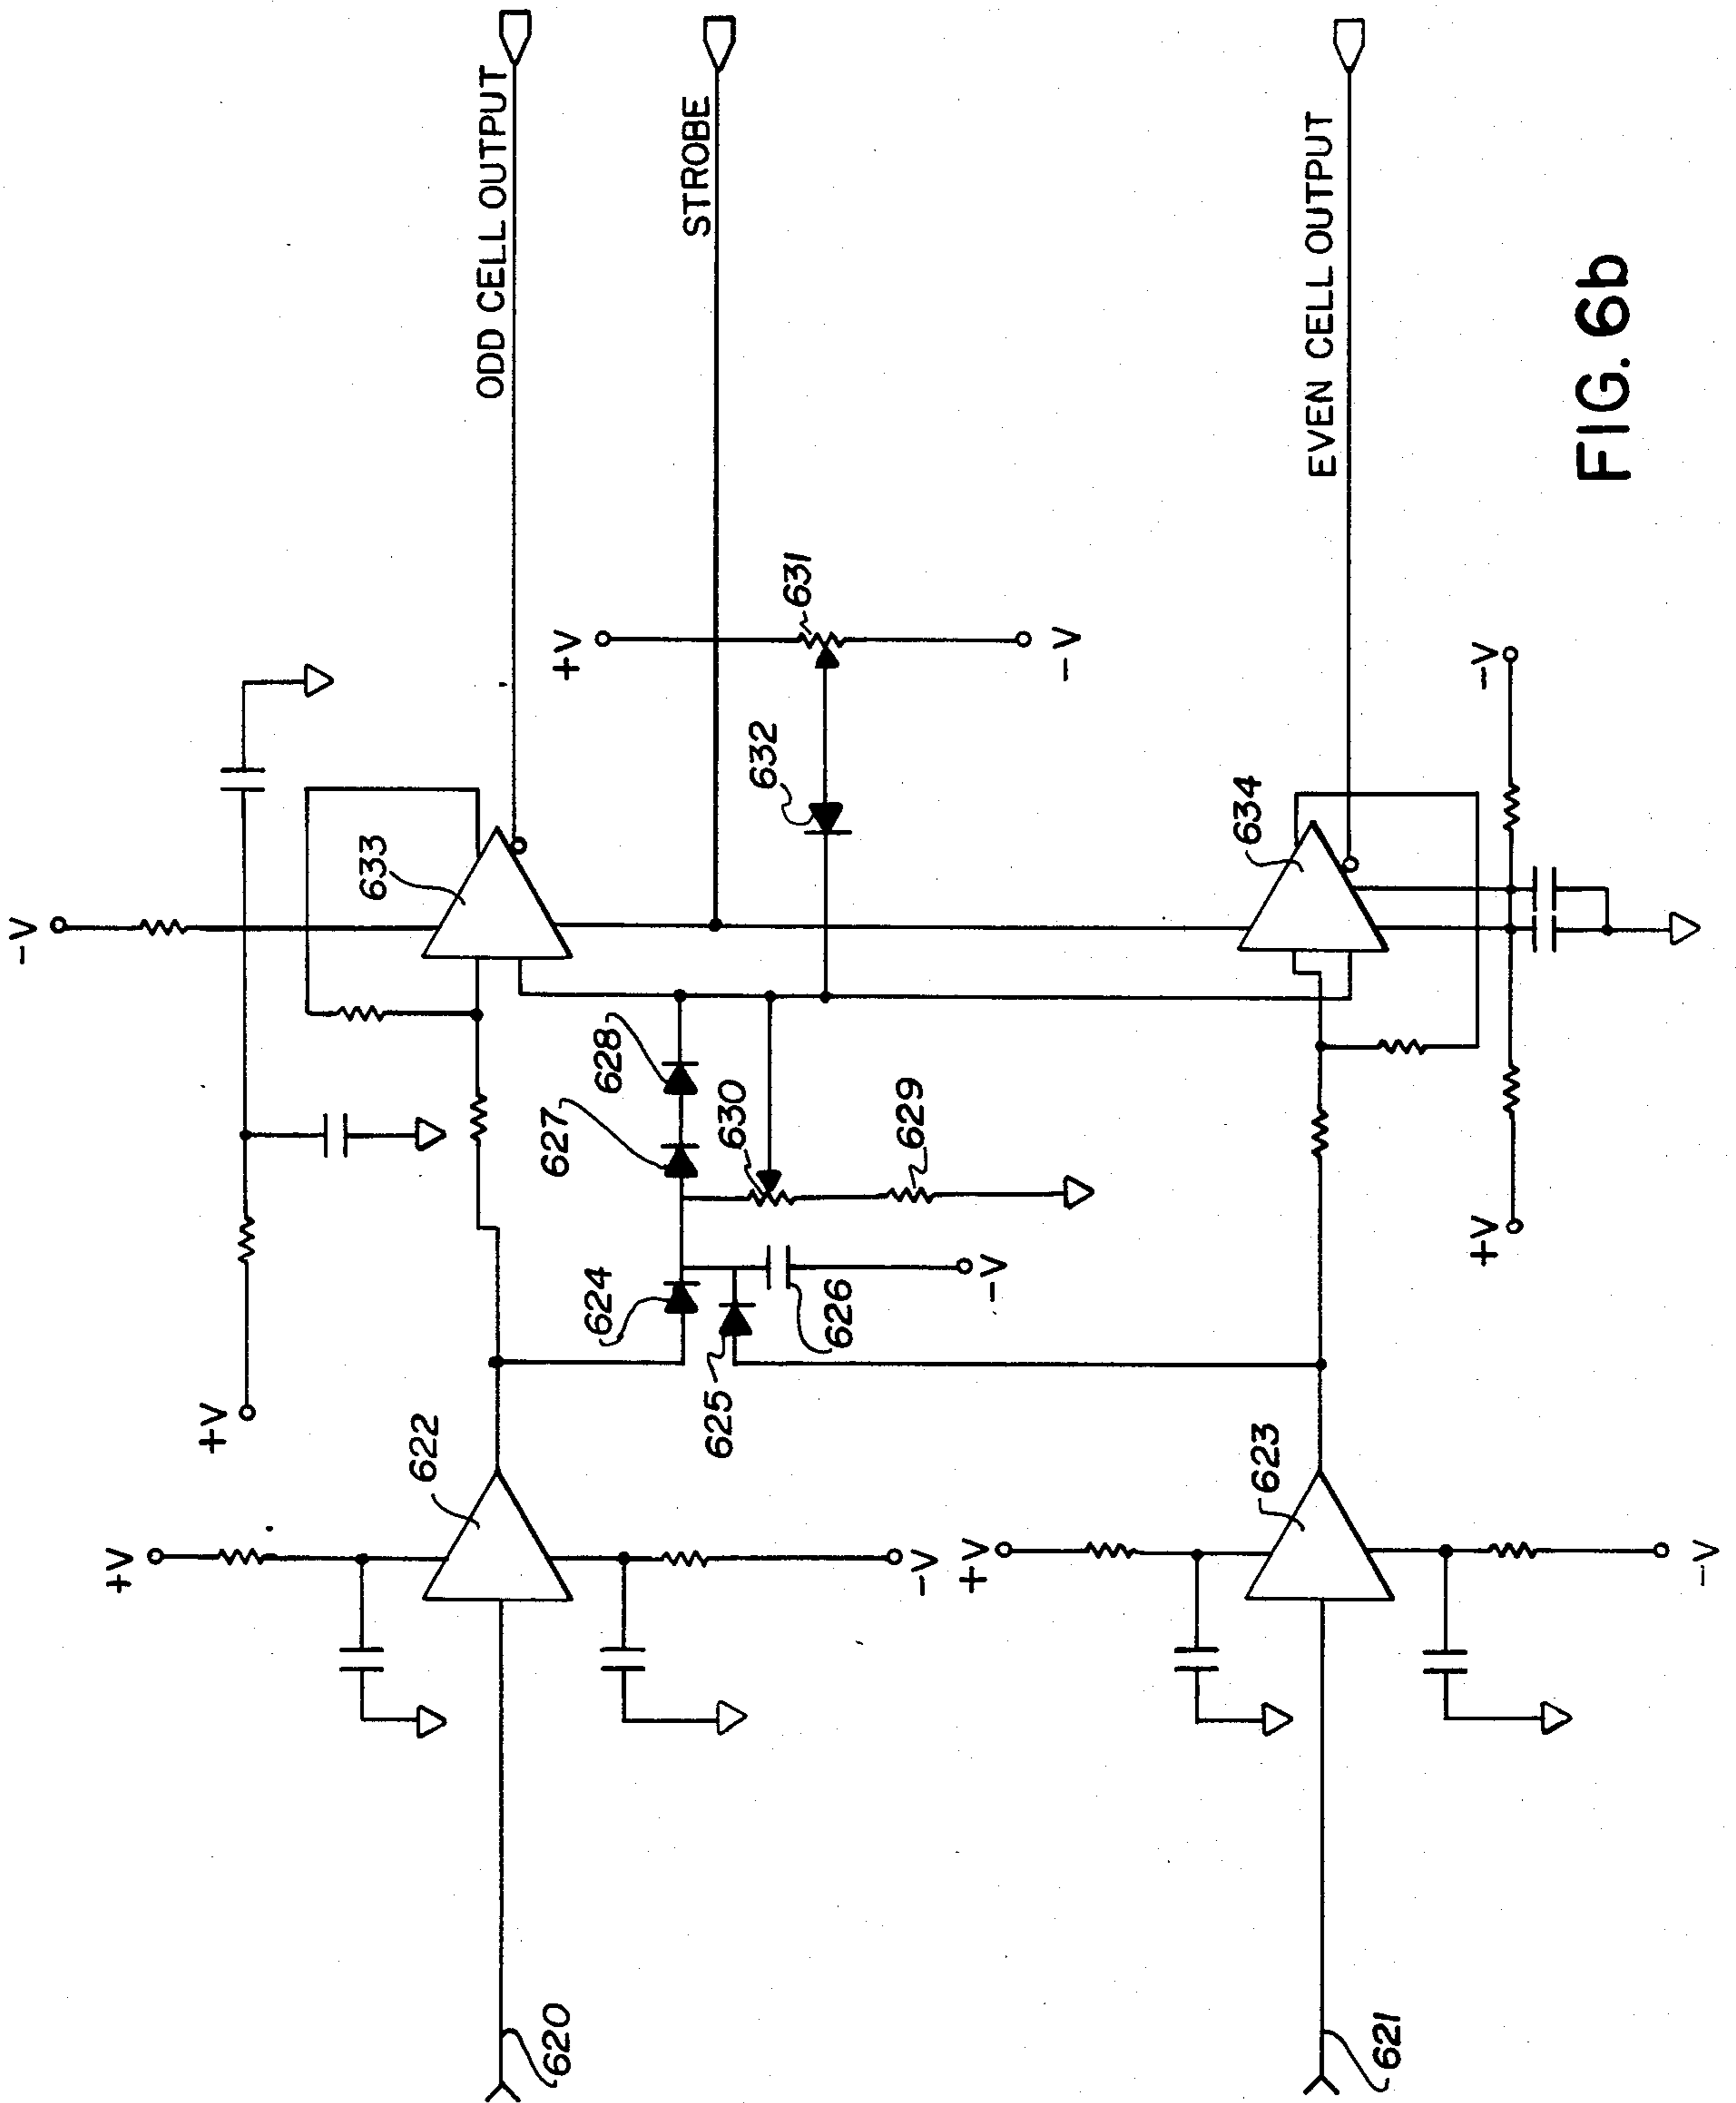 ODD CELL OUTPUT
STROBE
EVEN CELL OUTPUT
+V
-V
631
632
633
634
-V
-V
+V
628
627
630
629
624
625
626
-V
+V
622
623
+V
-V
+V
-V
620
621
FIG. 6b